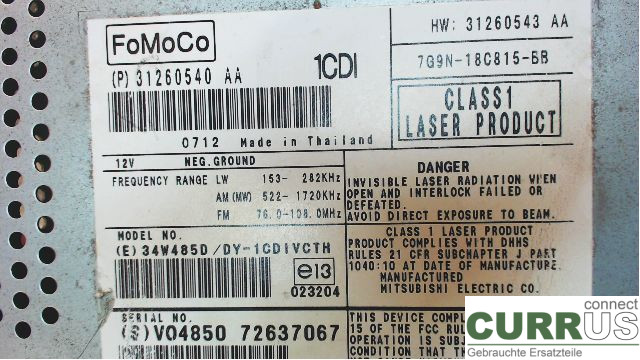 FoMoCo
(P) 31260540 AA
1CDI
HW: 31260543 AA
7G9N-18C815-BB
CLASS1
LASER PRODUCT
0712 Made in Thailand
12V NEG.GROUND
FREQUENCY RANGE LW 153- 282KHz
AM (MW) 522- 1720KHz
FM 76.0-108.0MHz
DANGER
INVISIBLE LASER RADIATION WHEN
OPEN AND INTERLOCK FAILED OR
DEFEATED.
AVOID DIRECT EXPOSURE TO BEAM.
MODEL NO.
(E) 34W485D/DY-1CDIVCTH
e13
023204
CLASS 1 LASER PRODUCT
PRODUCT COMPLIES WITH DHHS
RULES 21 CFR SUBCHAPTER J PART
1040:10 AT DATE OF MANUFACTURE.
MANUFACTURED
MITSUBISHI ELECTRIC CO.
SERIAL NO.
(S)V04850 72637067
THIS DEVICE COMPL
15 OF THE FCC RUL
OPERATION IS SUBJ
CONDITION THAT TH
connect
CURRUS
Gebrauchte Ersatzteile